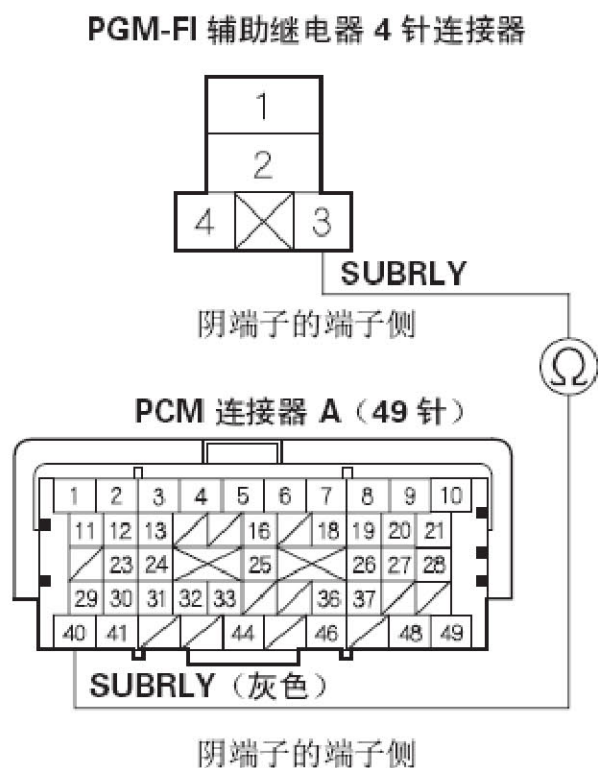 PGM-FI 辅助继电器 4 针连接器
1
2
4 3
SUBRLY
阴端子的端子侧
Ω
PCM 连接器 A（49 针）
1 2 3 4 5 6 7 8 9 10
11 12 13 16 18 19 20 21
23 24 25 26 27 28
29 30 31 32 33 36 37
40 41 44 46 48 49
SUBRLY（灰色）
阴端子的端子侧